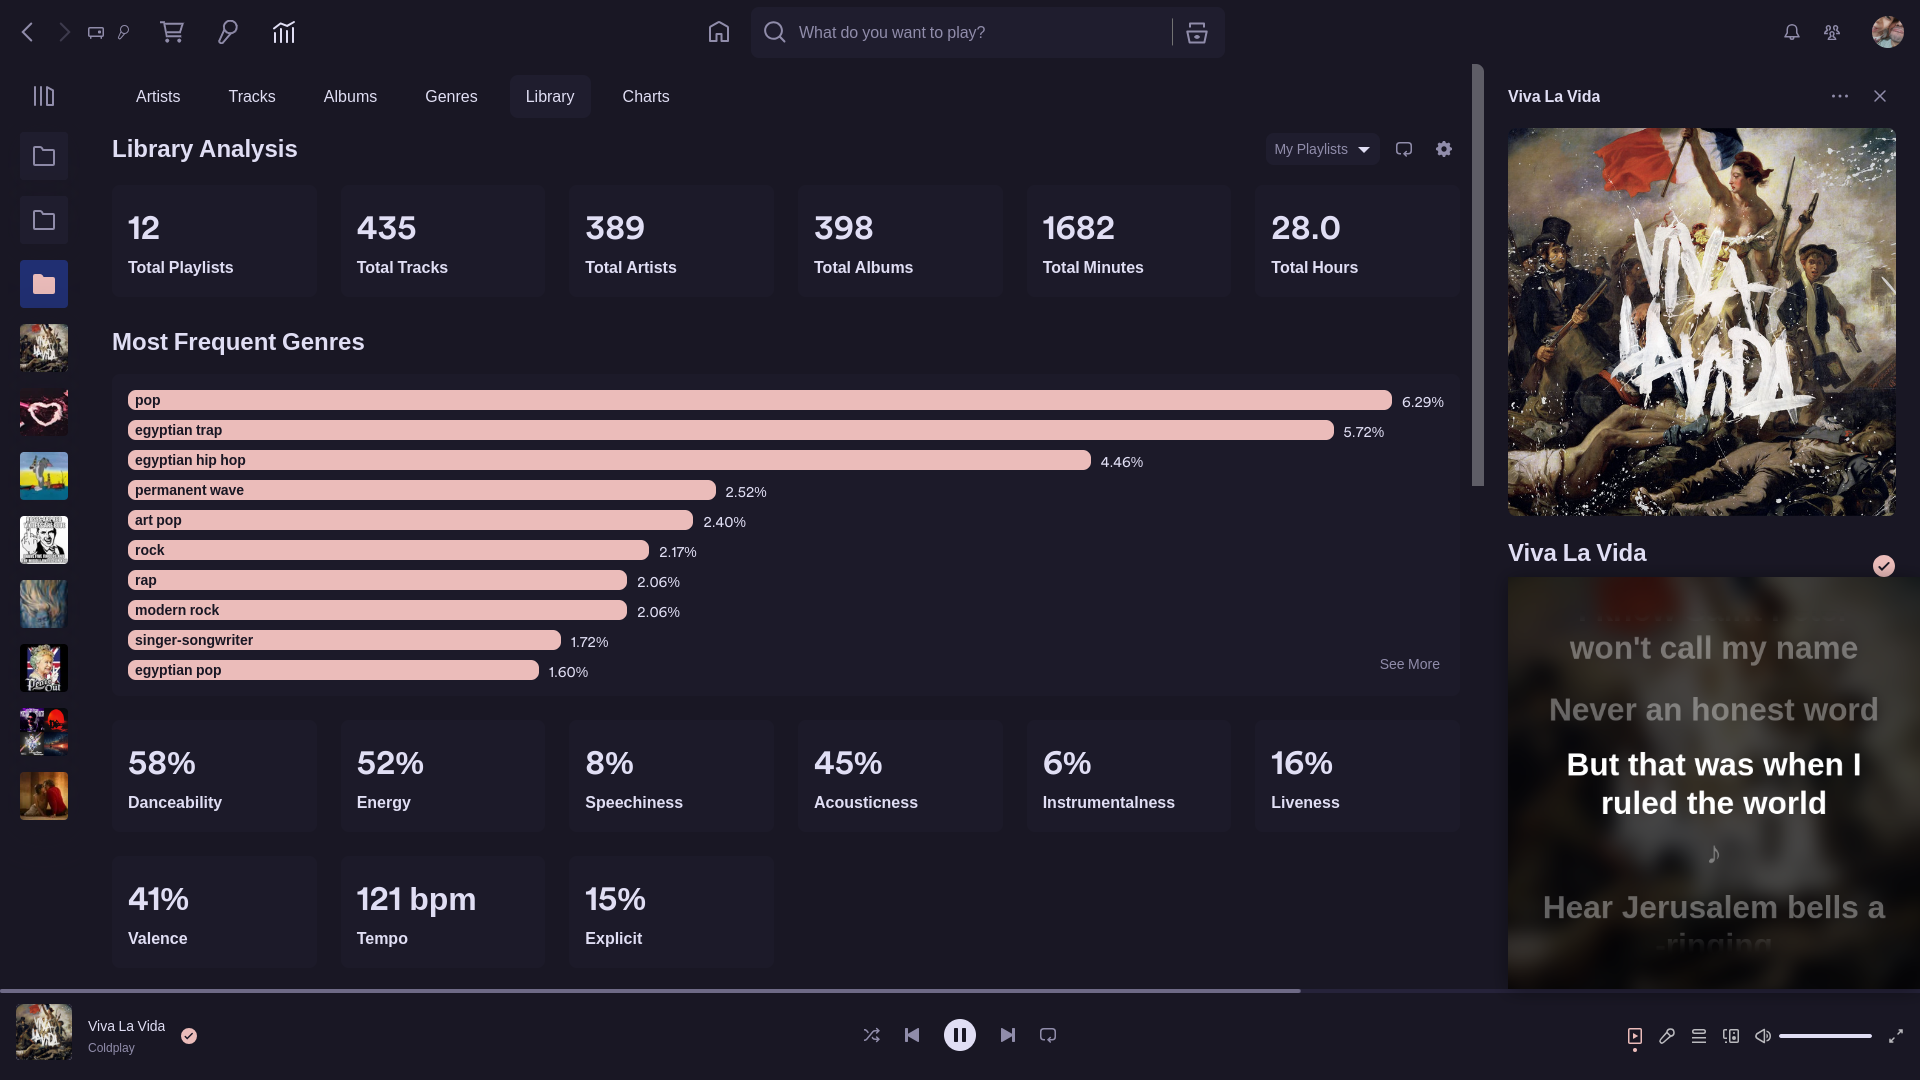 What do you want to play?
Artists
Tracks
Albums
Genres
Library
Charts
Library Analysis
My Playlists
12
Total Playlists
435
Total Tracks
389
Total Artists
398
Total Albums
1682
Total Minutes
28.0
Total Hours
Most Frequent Genres
pop 6.29%
egyptian trap 5.72%
egyptian hip hop 4.46%
permanent wave 2.52%
art pop 2.40%
rock 2.17%
rap 2.06%
modern rock 2.06%
singer-songwriter 1.72%
egyptian pop 1.60%
See More
58%
Danceability
52%
Energy
8%
Speechiness
45%
Acousticness
6%
Instrumentalness
16%
Liveness
41%
Valence
121 bpm
Tempo
15%
Explicit
Viva La Vida
VIVA
LA VIDA
Viva La Vida
won't call my name
Never an honest word
But that was when I
ruled the world
♪
Hear Jerusalem bells a
-ringing
Viva La Vida
Coldplay